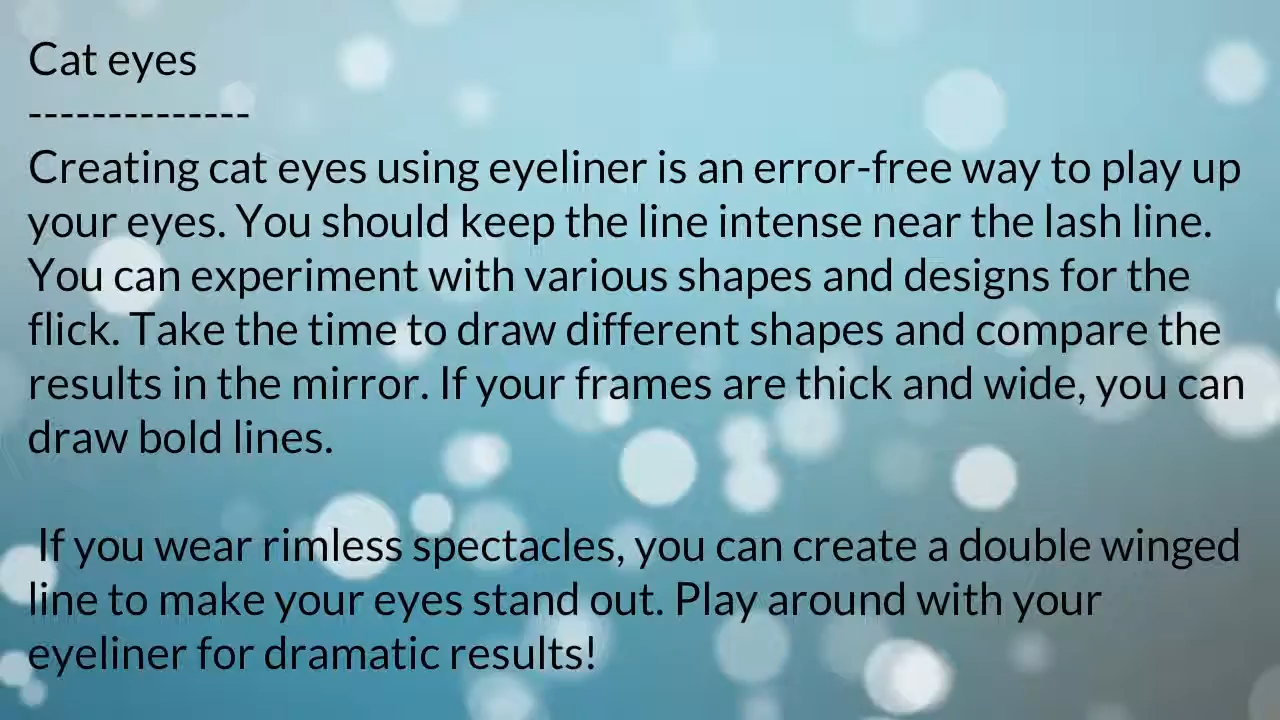 Cat eyes
--------------
Creating cat eyes using eyeliner is an error-free way to play up
your eyes. You should keep the line intense near the lash line.
You can experiment with various shapes and designs for the
flick. Take the time to draw different shapes and compare the
results in the mirror. If your frames are thick and wide, you can
draw bold lines.
If you wear rimless spectacles, you can create a double winged
line to make your eyes stand out. Play around with your
eyeliner for dramatic results!